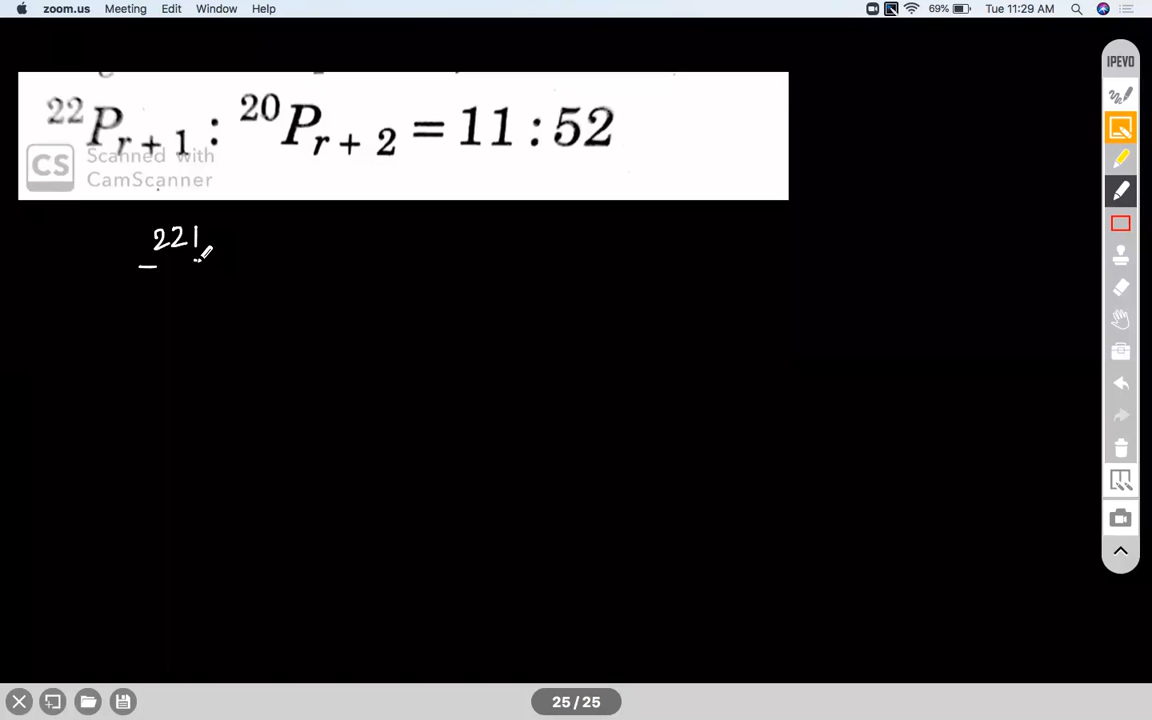 zoom.us Meeting Edit Window Help 69% Tue 11:29 AM
IPEVO
²²Pᵣ₊₁ : ²⁰Pᵣ₊₂ = 11 : 52
CS Scanned with
CamScanner
22!
25/25